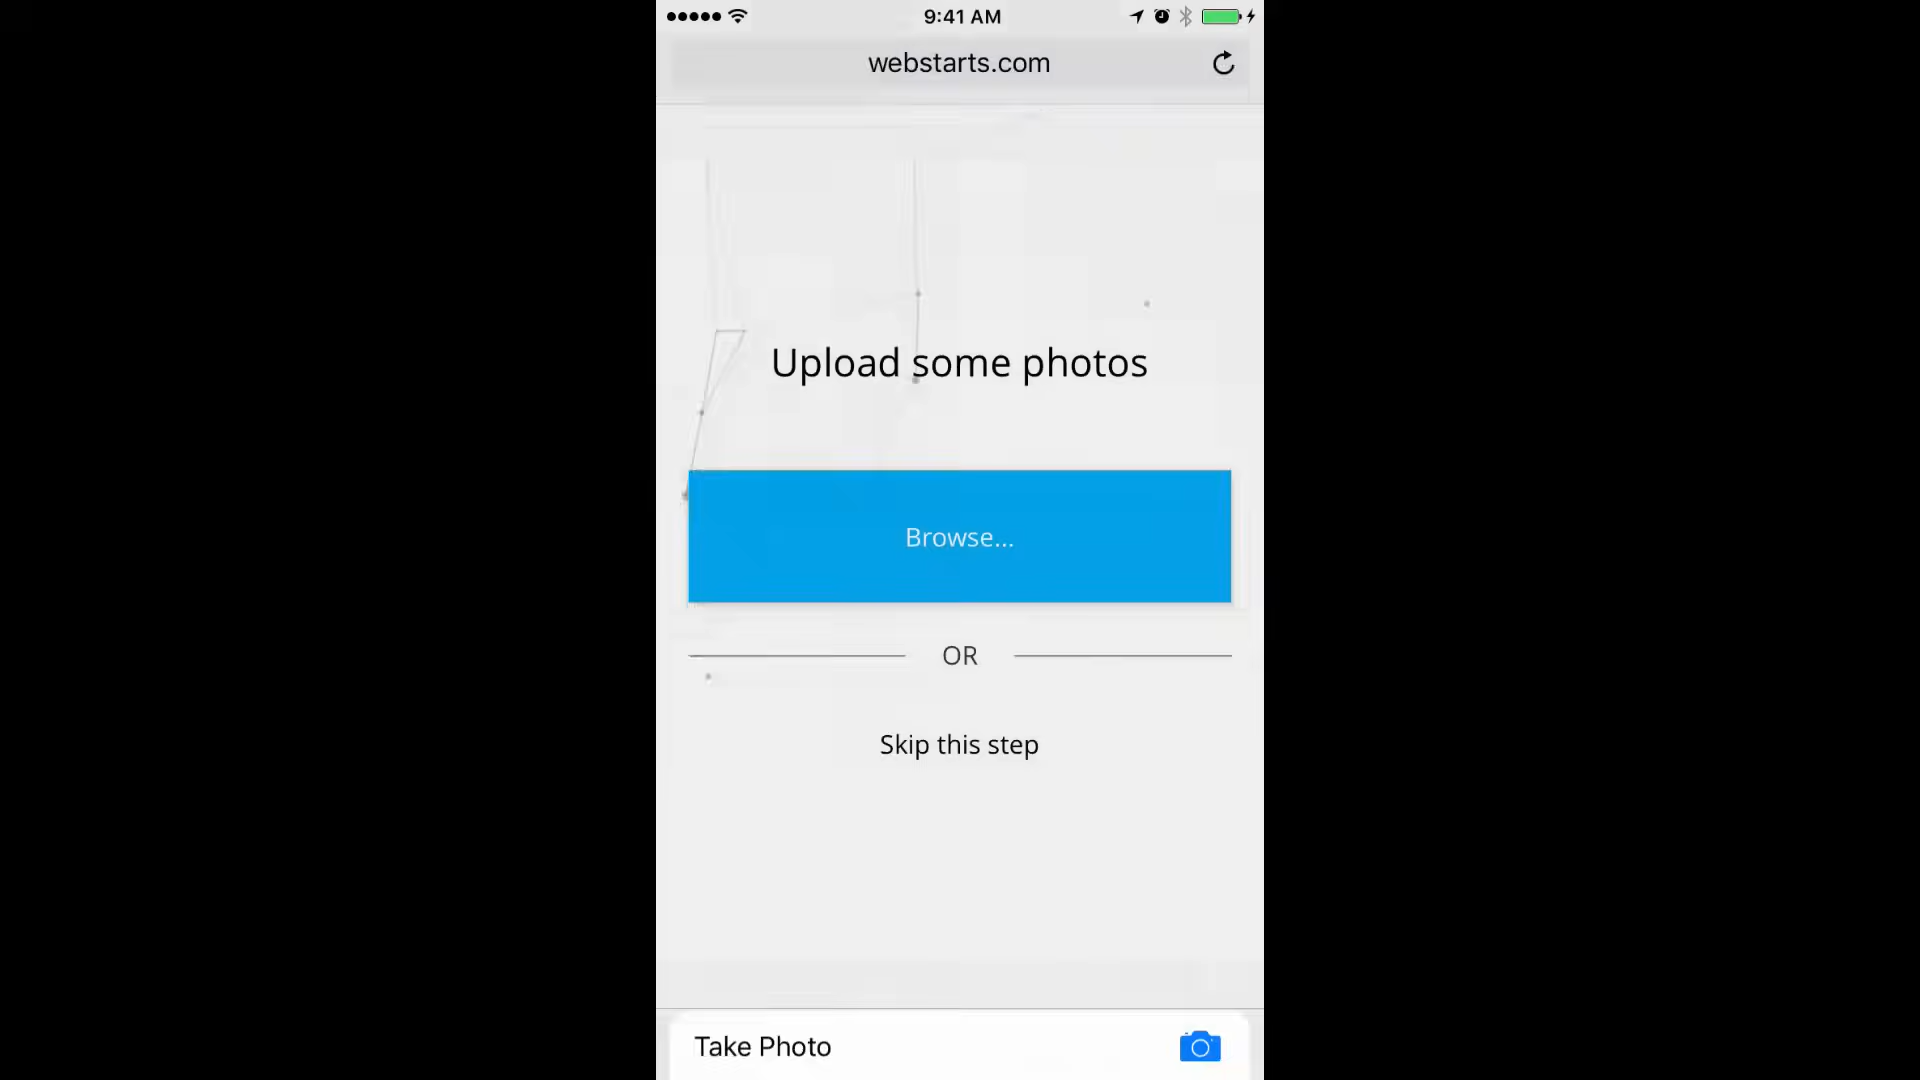 9:41 AM
webstarts.com
Upload some photos
Browse...
OR
Skip this step
Take Photo